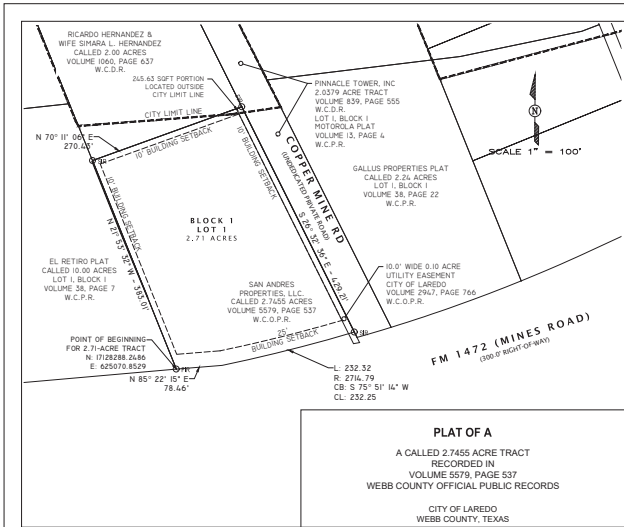 RICARDO HERNANDEZ &
WIFE SIMARA L. HERNANDEZ
CALLED 2.00 ACRES
VOLUME 1060, PAGE 637
W.C.D.R.
245.63 SQFT PORTION
LOCATED OUTSIDE
CITY LIMIT LINE
CITY LIMIT LINE
N 70° 11' 06" E
270.43'
10' BUILDING SETBACK
SIR
10' BUILDING SETBACK
N 21° 53' 32" W - 383.01'
10' BUILDING SETBACK
BLOCK 1
LOT 1
2.71 ACRES
EL RETIRO PLAT
CALLED 10.00 ACRES
LOT 1, BLOCK 1
VOLUME 38, PAGE 7
W.C.P.R.
SAN ANDRES
PROPERTIES, LLC.
CALLED 2.7455 ACRES
VOLUME 5579, PAGE 537
W.C.O.P.R.
25'
BUILDING SETBACK
POINT OF BEGINNING
FOR 2.71-ACRE TRACT
N: 17128288.2486
E: 625070.8529
N 85° 22' 15" E
78.46'
PINNACLE TOWER, INC
2.0379 ACRE TRACT
VOLUME 839, PAGE 555
W.C.D.R.
LOT 1, BLOCK 1
MOTOROLA PLAT
VOLUME 13, PAGE 4
W.C.P.R.
COPPER MINE RD
(UNDEDICATED PRIVATE ROAD)
S 26° 32' 36" E - 429.21'
GALLUS PROPERTIES PLAT
CALLED 2.24 ACRES
LOT 1, BLOCK 1
VOLUME 38, PAGE 22
W.C.P.R.
N
SCALE 1" = 100'
10.0' WIDE 0.10 ACRE
UTILITY EASEMENT
CITY OF LAREDO
VOLUME 2947, PAGE 766
W.C.O.P.R.
SIR
L: 232.32
R: 2714.79
CB: S 75° 51' 14" W
CL: 232.25
FM 1472 (MINES ROAD)
(300.0' RIGHT-OF-WAY)
PLAT OF A
A CALLED 2.7455 ACRE TRACT
RECORDED IN
VOLUME 5579, PAGE 537
WEBB COUNTY OFFICIAL PUBLIC RECORDS
CITY OF LAREDO
WEBB COUNTY, TEXAS